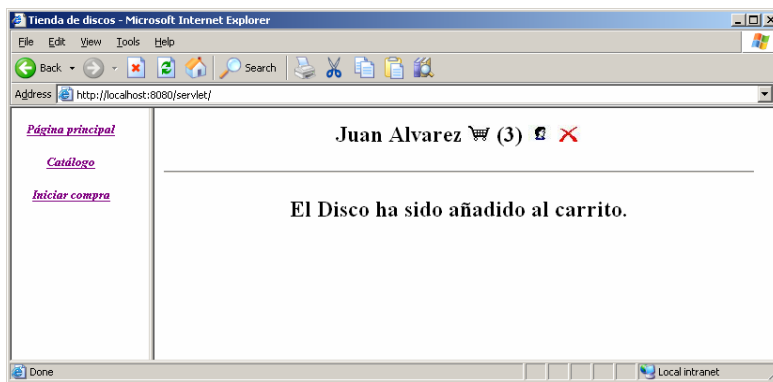 Tienda de discos - Microsoft Internet Explorer
File Edit View Tools Help
Back Search
Address http://localhost:8080/servlet/
Página principal
Catálogo
Iniciar compra
Juan Alvarez (3)
El Disco ha sido añadido al carrito.
Done Local intranet